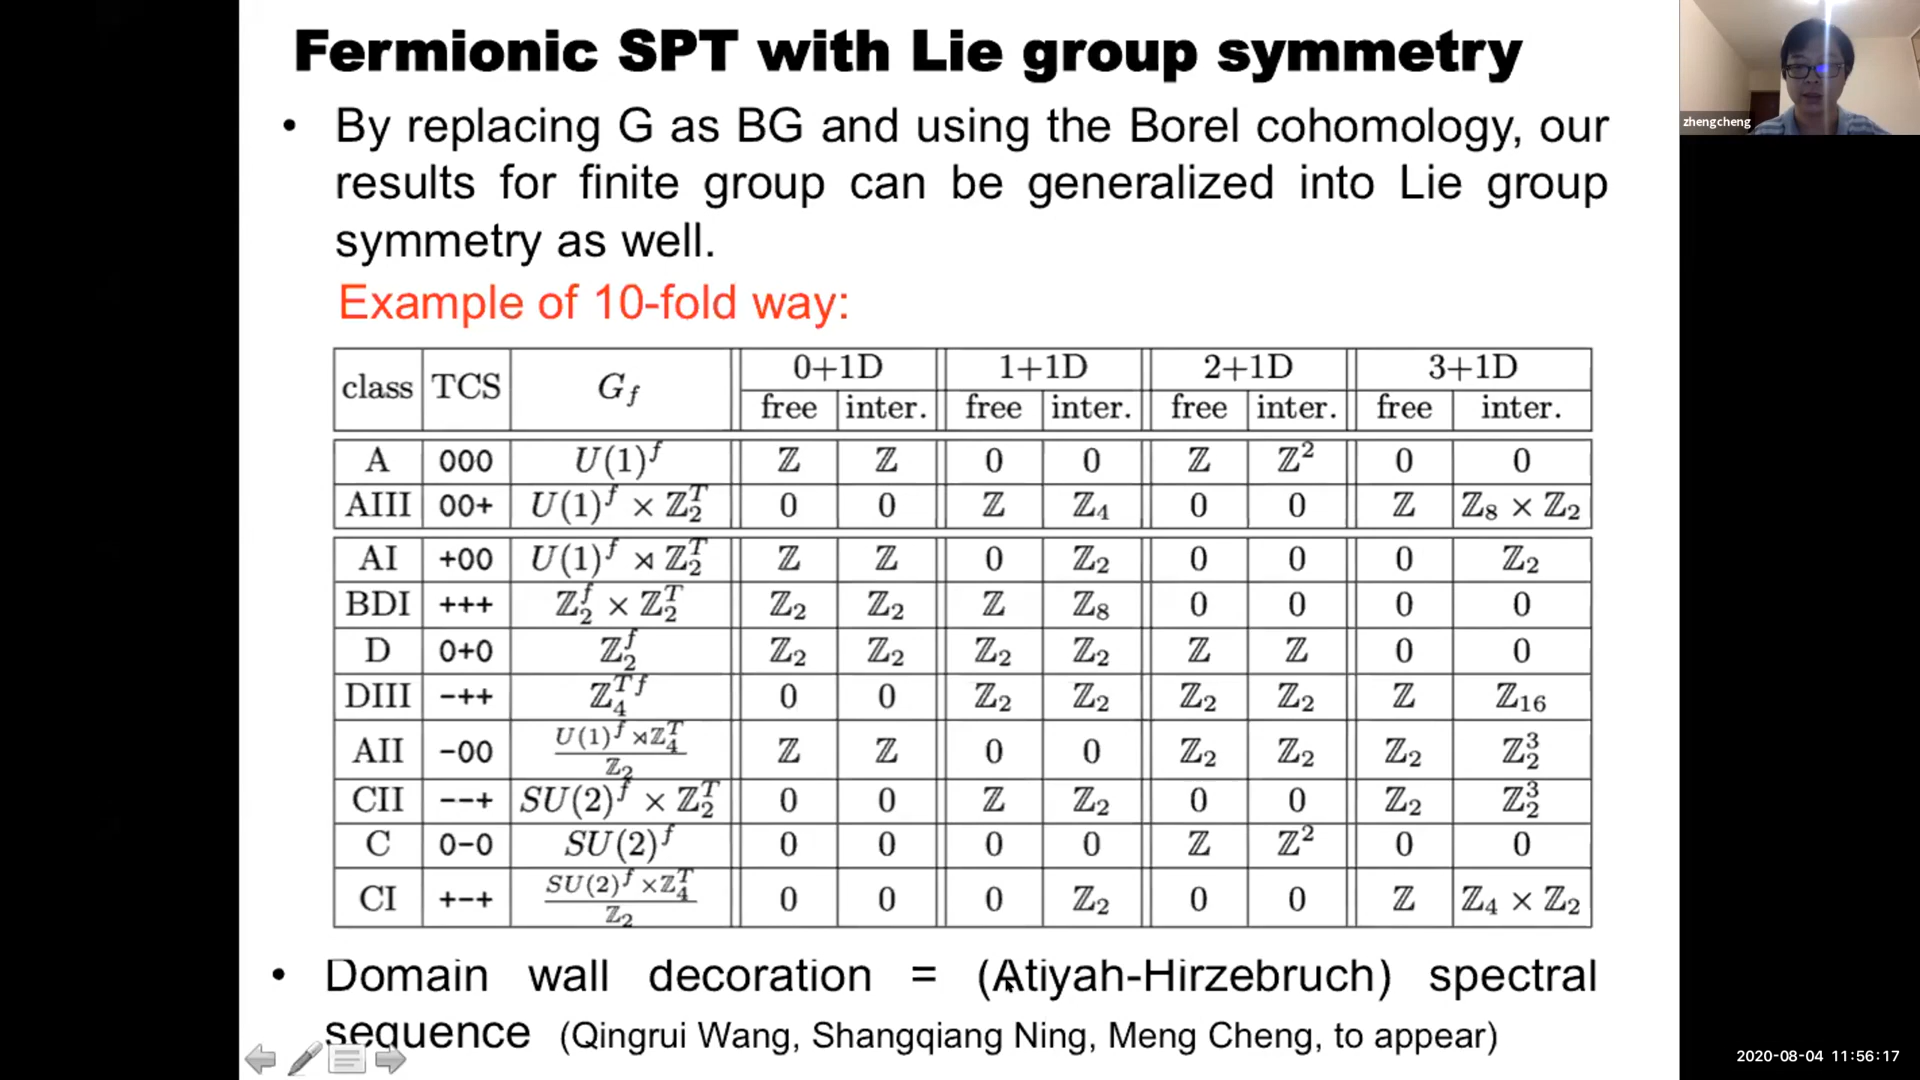 Fermionic SPT with Lie group symmetry
• By replacing G as BG and using the Borel cohomology, our
results for finite group can be generalized into Lie group
symmetry as well.
Example of 10-fold way:
class TCS G_f 0+1D 1+1D 2+1D 3+1D
free inter. free inter. free inter. free inter.
A 000 U(1)^f ℤ ℤ 0 0 ℤ ℤ^2 0 0
AIII 00+ U(1)^f × ℤ_2^T 0 0 ℤ ℤ_4 0 0 ℤ ℤ_8 × ℤ_2
AI +00 U(1)^f ⋊ ℤ_2^T ℤ ℤ 0 ℤ_2 0 0 0 ℤ_2
BDI +++ ℤ_2^f × ℤ_2^T ℤ_2 ℤ_2 ℤ ℤ_8 0 0 0 0
D 0+0 ℤ_2^f ℤ_2 ℤ_2 ℤ_2 ℤ_2 ℤ ℤ 0 0
DIII -++ ℤ_4^{Tf} 0 0 ℤ_2 ℤ_2 ℤ_2 ℤ_2 ℤ ℤ_16
AII -00 U(1)^f ⋊ ℤ_4^T / ℤ_2 ℤ ℤ 0 0 ℤ_2 ℤ_2 ℤ_2 ℤ_2^3
CII --+ SU(2)^f × ℤ_2^T 0 0 ℤ ℤ_2 0 0 ℤ_2 ℤ_2^3
C 0-0 SU(2)^f 0 0 0 0 ℤ ℤ^2 0 0
CI +-+ SU(2)^f × ℤ_4^T / ℤ_2 0 0 0 ℤ_2 0 0 ℤ ℤ_4 × ℤ_2
• Domain wall decoration = (Atiyah-Hirzebruch) spectral
sequence (Qingrui Wang, Shangqiang Ning, Meng Cheng, to appear)
zhengcheng
2020-08-04 11:56:17